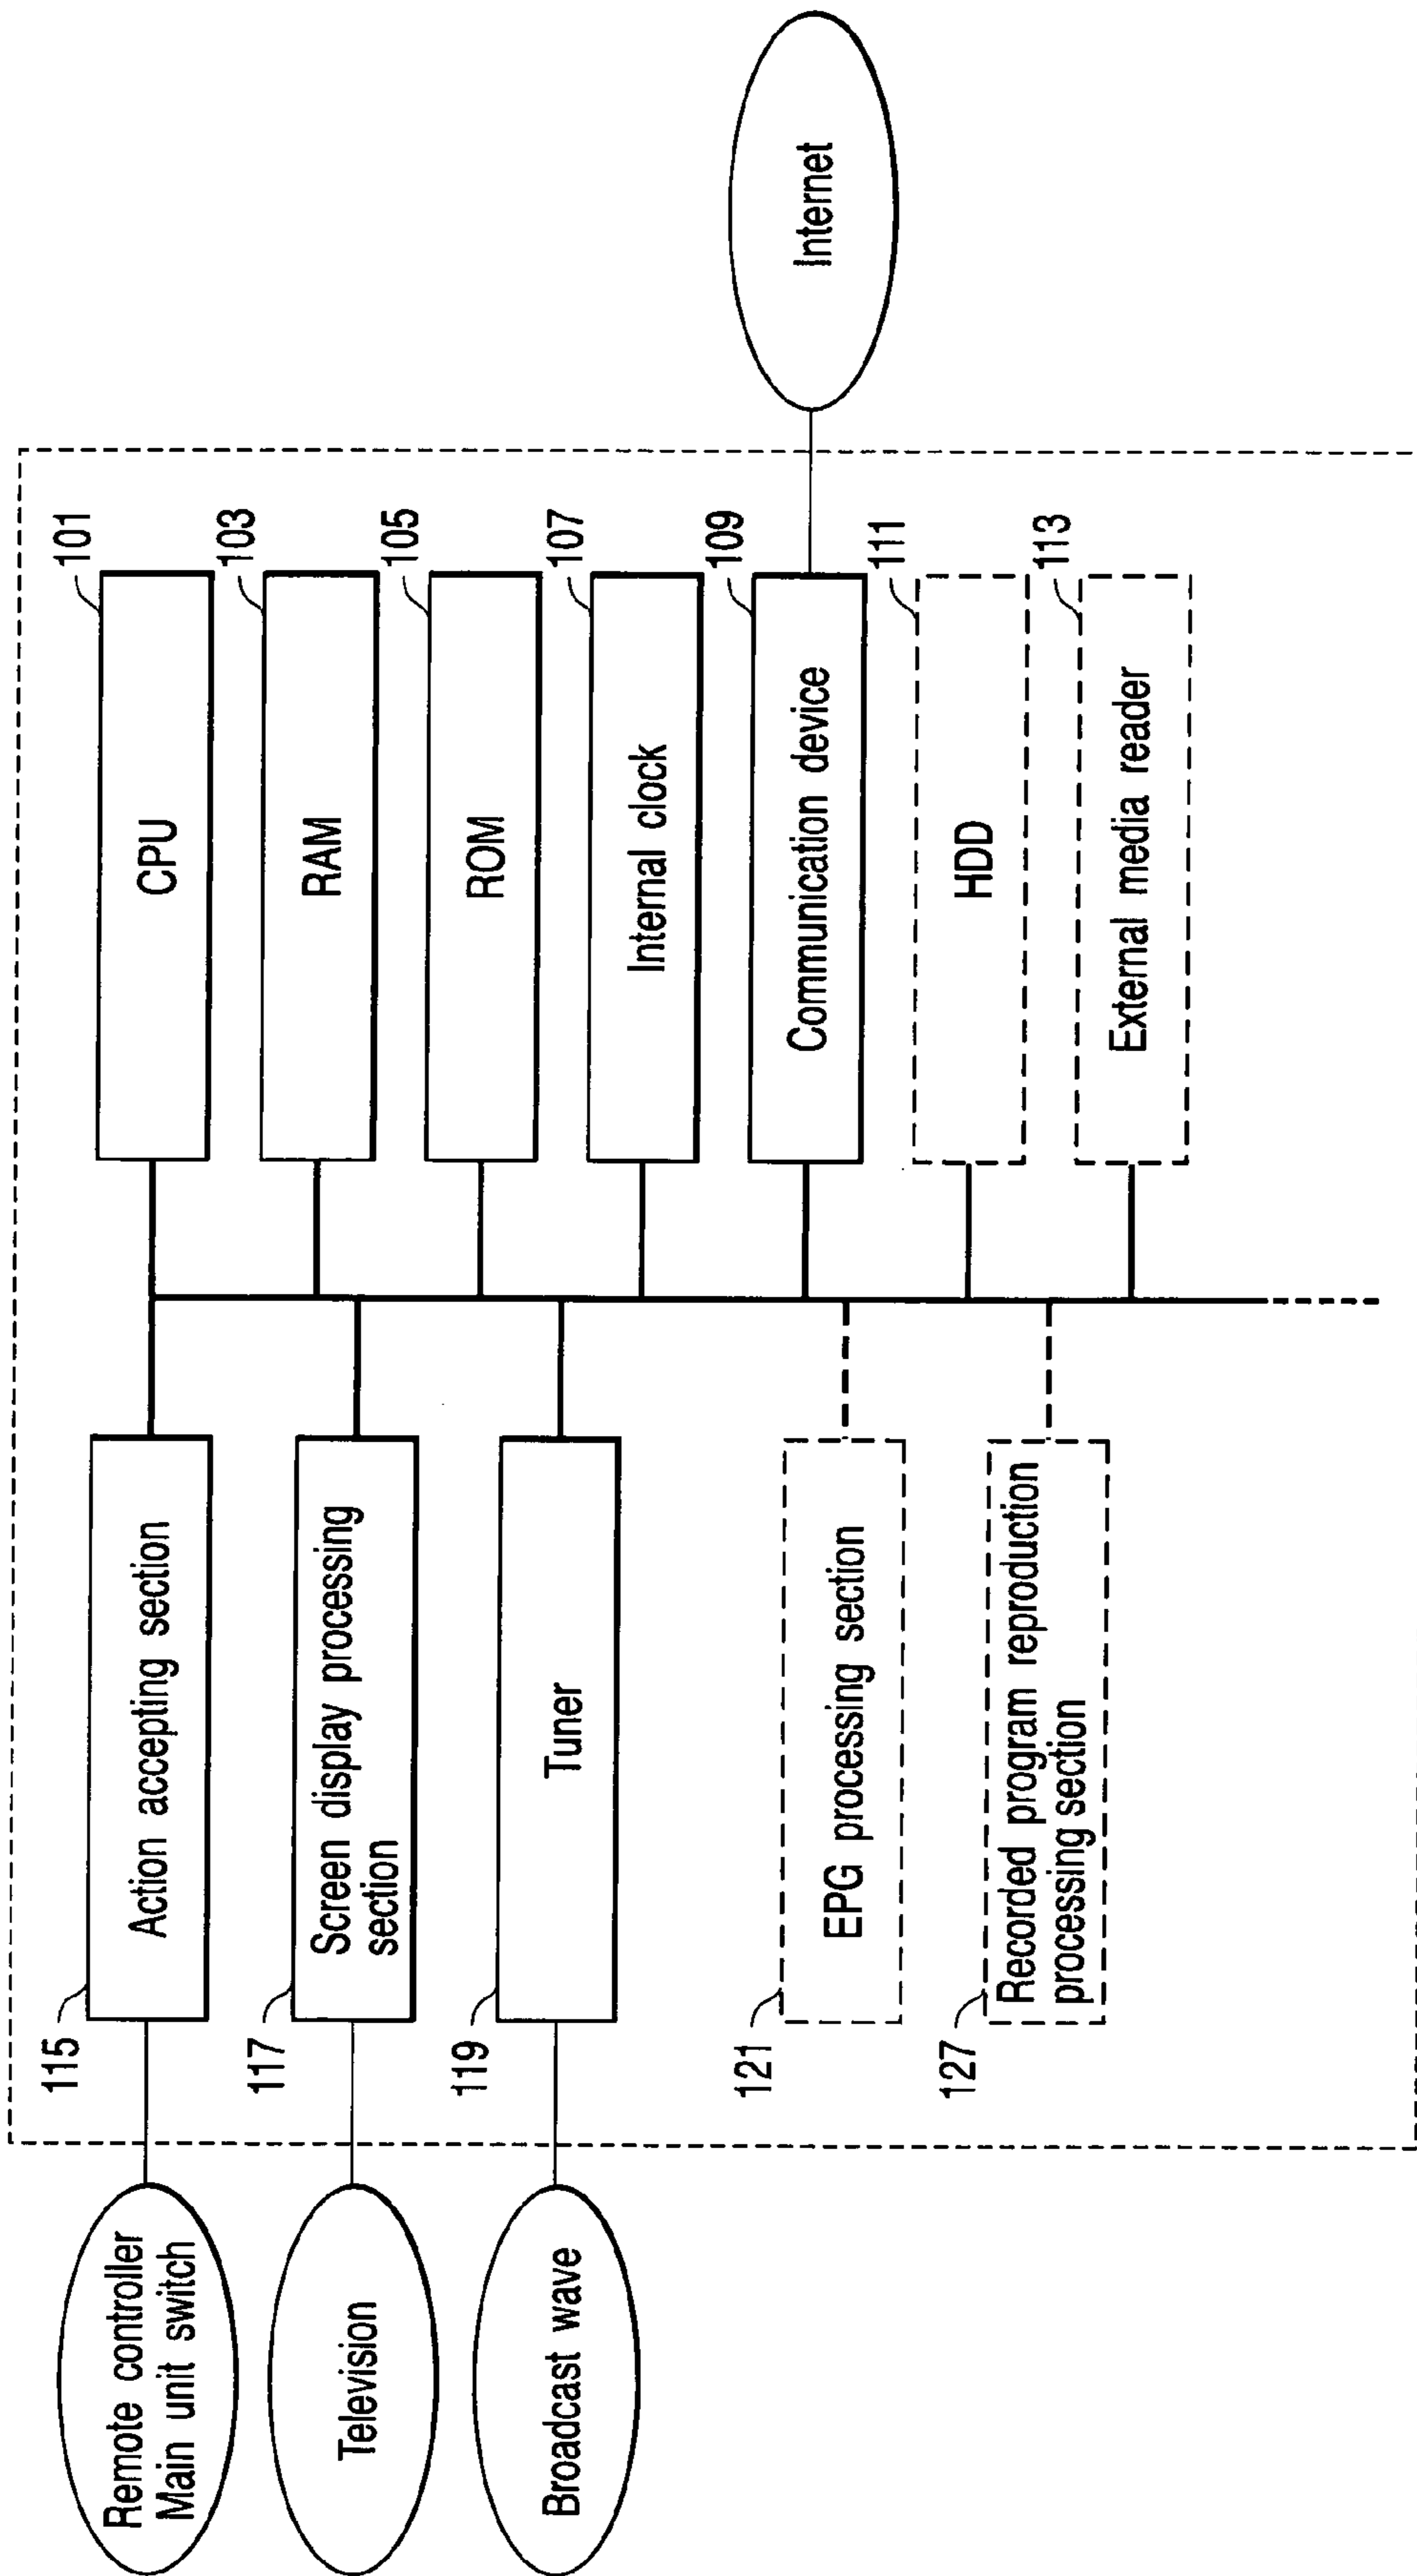 Remote controller
Main unit switch
Television
Broadcast wave
115
Action accepting section
117
Screen display processing
section
119
Tuner
121
EPG processing section
127
Recorded program reproduction
processing section
101
CPU
103
RAM
105
ROM
107
Internal clock
109
Communication device
111
HDD
113
External media reader
Internet